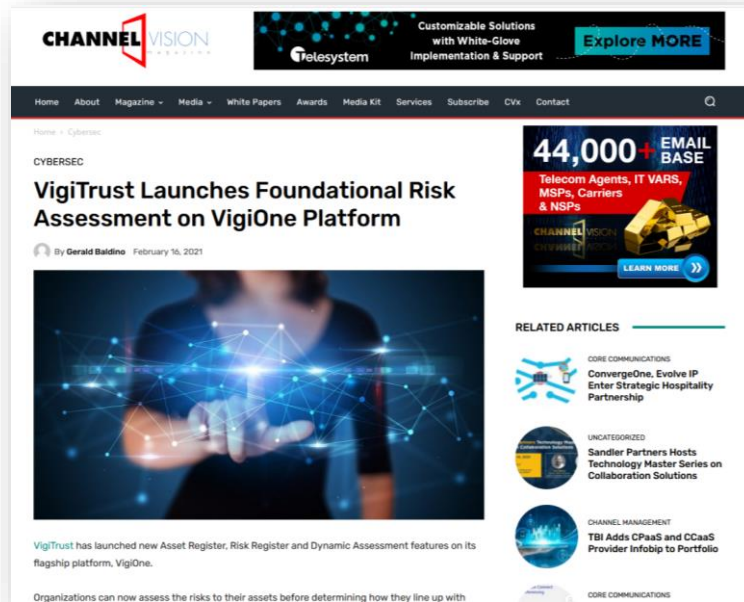 CHANNEL VISION
magazine
Telesystem
Customizable Solutions
with White-Glove
Implementation & Support
Explore MORE
Home About Magazine Media White Papers Awards Media Kit Services Subscribe CVx Contact
Home › Cybersec
CYBERSEC
VigiTrust Launches Foundational Risk
Assessment on VigiOne Platform
By Gerald Baldino February 16, 2021
VigiTrust has launched new Asset Register, Risk Register and Dynamic Assessment features on its
flagship platform, VigiOne.
Organizations can now assess the risks to their assets before determining how they line up with
44,000+ EMAIL
BASE
Telecom Agents, IT VARS,
MSPs, Carriers
& NSPs
CHANNEL VISION
LEARN MORE
RELATED ARTICLES
CORE COMMUNICATIONS
ConvergeOne, Evolve IP
Enter Strategic Hospitality
Partnership
UNCATEGORIZED
Sandler Partners Hosts
Technology Master Series on
Collaboration Solutions
CHANNEL MANAGEMENT
TBI Adds CPaaS and CCaaS
Provider Infobip to Portfolio
CORE COMMUNICATIONS